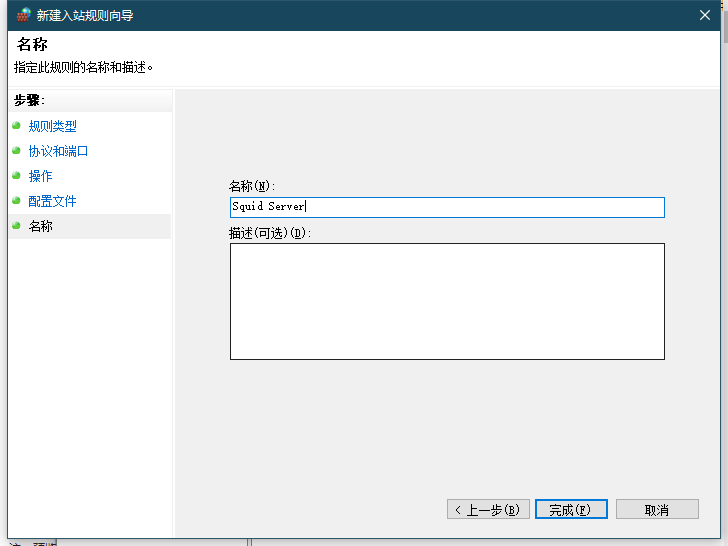 新建入站规则向导
名称
指定此规则的名称和描述。
步骤:
规则类型
协议和端口
操作
配置文件
名称
名称(N):
Squid Server
描述(可选)(D):
< 上一步(B)
完成(F)
取消